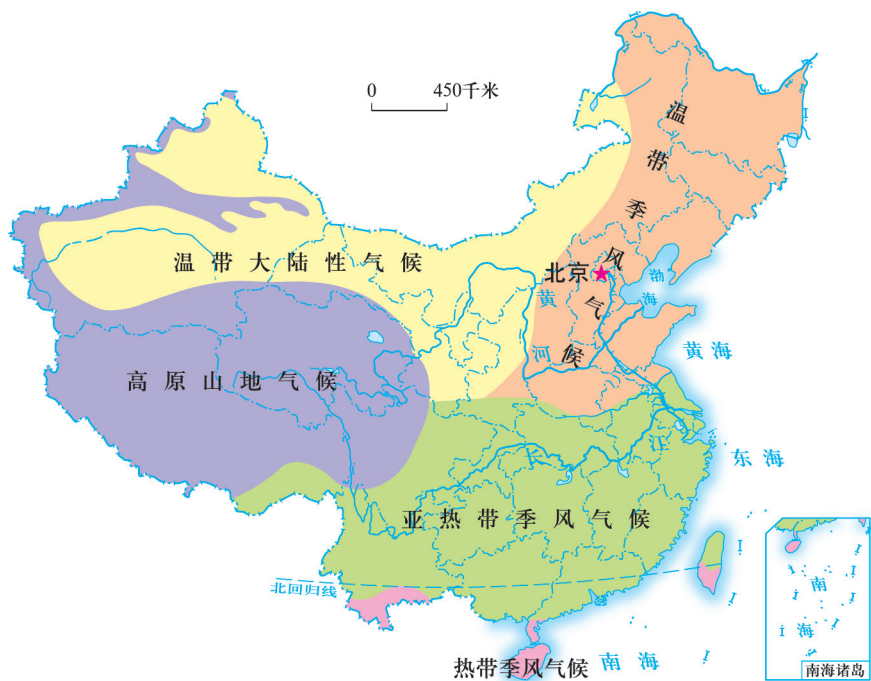 0 450千米
温带季风气候
温带大陆性气候
北京
渤海
黄河
黄海
高原山地气候
长江
东海
亚热带季风气候
北回归线
热带季风气候
南海
南海
南海诸岛